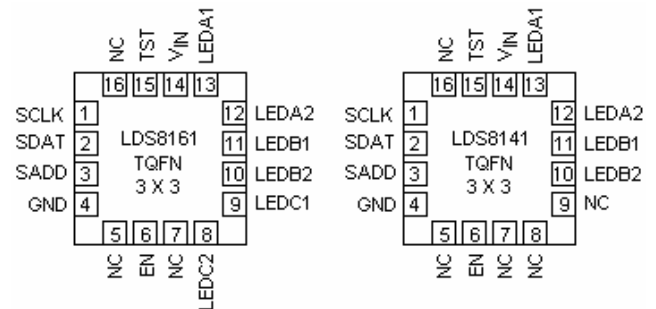 NC TST VIN LEDA1
16 15 14 13
SCLK 1
SDAT 2
SADD 3
GND 4
LDS8161
TQFN
3 X 3
12 LEDA2
11 LEDB1
10 LEDB2
9 LEDC1
5 6 7 8
NC EN NC LEDC2
NC TST VIN LEDA1
16 15 14 13
SCLK 1
SDAT 2
SADD 3
GND 4
LDS8141
TQFN
3 X 3
12 LEDA2
11 LEDB1
10 LEDB2
9 NC
5 6 7 8
NC EN NC NC